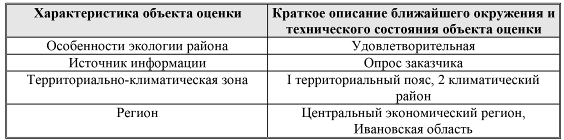 Характеристика объекта оценки
Краткое описание ближайшего окружения и
технического состояния объекта оценки
Особенности экологии района
Удовлетворительная
Источник информации
Опрос заказчика
Территориально-климатическая зона
I территориальный пояс, 2 климатический
район
Регион
Центральный экономический регион,
Ивановская область